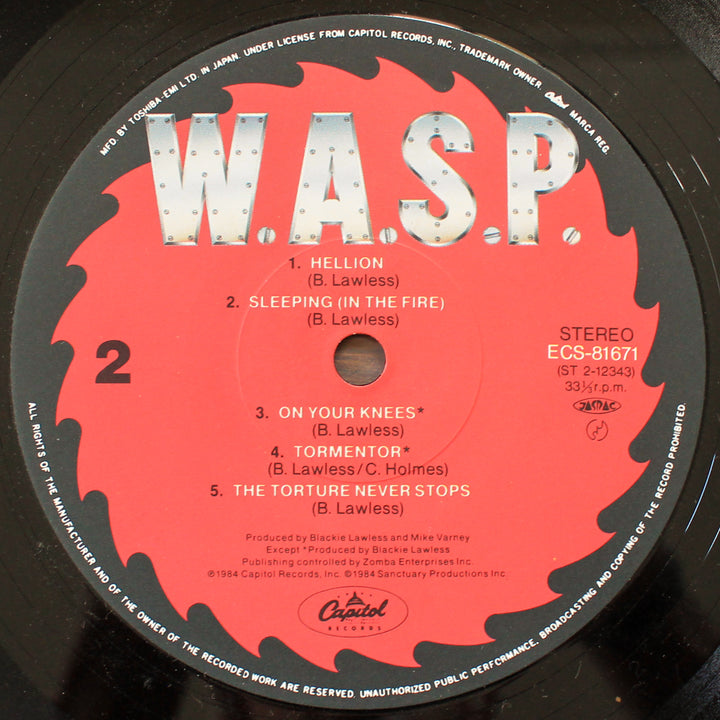 MFD. BY TOSHIBA-EMI LTD. IN JAPAN. UNDER LICENSE FROM CAPITOL RECORDS, INC., TRADEMARK OWNER. Capitol MARCA REG.
W.A.S.P.
1. HELLION
(B. Lawless)
2. SLEEPING (IN THE FIRE)
(B. Lawless)
2
STEREO
ECS-81671
(ST 2-12343)
33⅓ r.p.m.
JASRAC
3. ON YOUR KNEES*
(B. Lawless)
4. TORMENTOR*
(B. Lawless/C. Holmes)
5. THE TORTURE NEVER STOPS
(B. Lawless)
Produced by Blackie Lawless and Mike Varney
Except *Produced by Blackie Lawless
Publishing controlled by Zomba Enterprises Inc.
℗1984 Capitol Records, Inc. ©1984 Sanctuary Productions Inc.
Capitol
RECORDS
ALL RIGHTS OF THE MANUFACTURER AND OF THE OWNER OF THE RECORDED WORK ARE RESERVED. UNAUTHORIZED PUBLIC PERFORMANCE, BROADCASTING AND COPYING OF THE RECORD PROHIBITED.